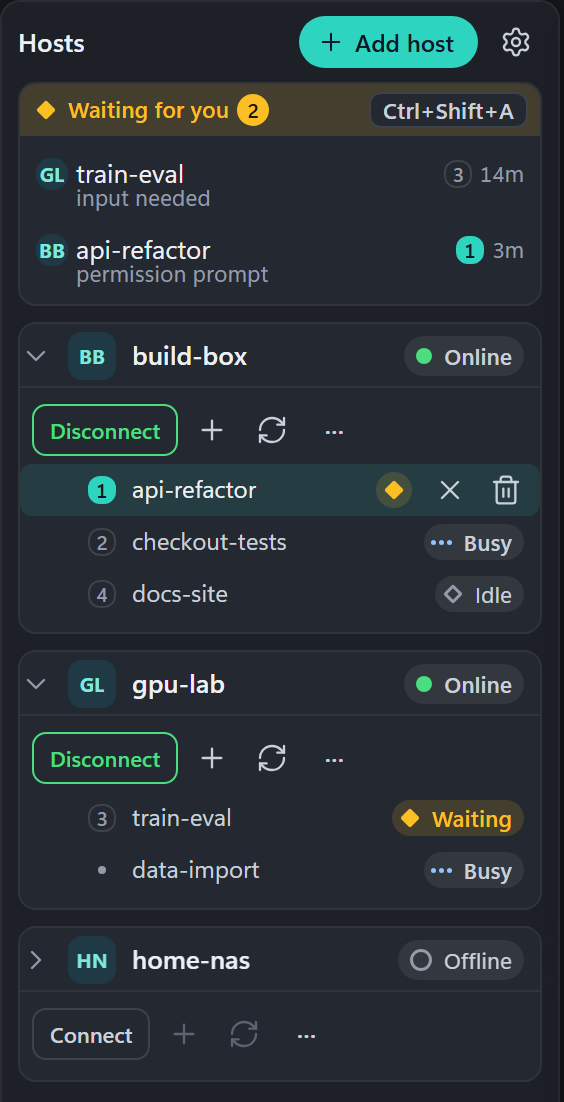 Hosts
+ Add host
Waiting for you 2
Ctrl+Shift+A
GL train-eval 3 14m
input needed
BB api-refactor 1 3m
permission prompt
BB build-box Online
Disconnect + ...
1 api-refactor
2 checkout-tests Busy
4 docs-site Idle
GL gpu-lab Online
Disconnect + ...
3 train-eval Waiting
data-import Busy
HN home-nas Offline
Connect + ...